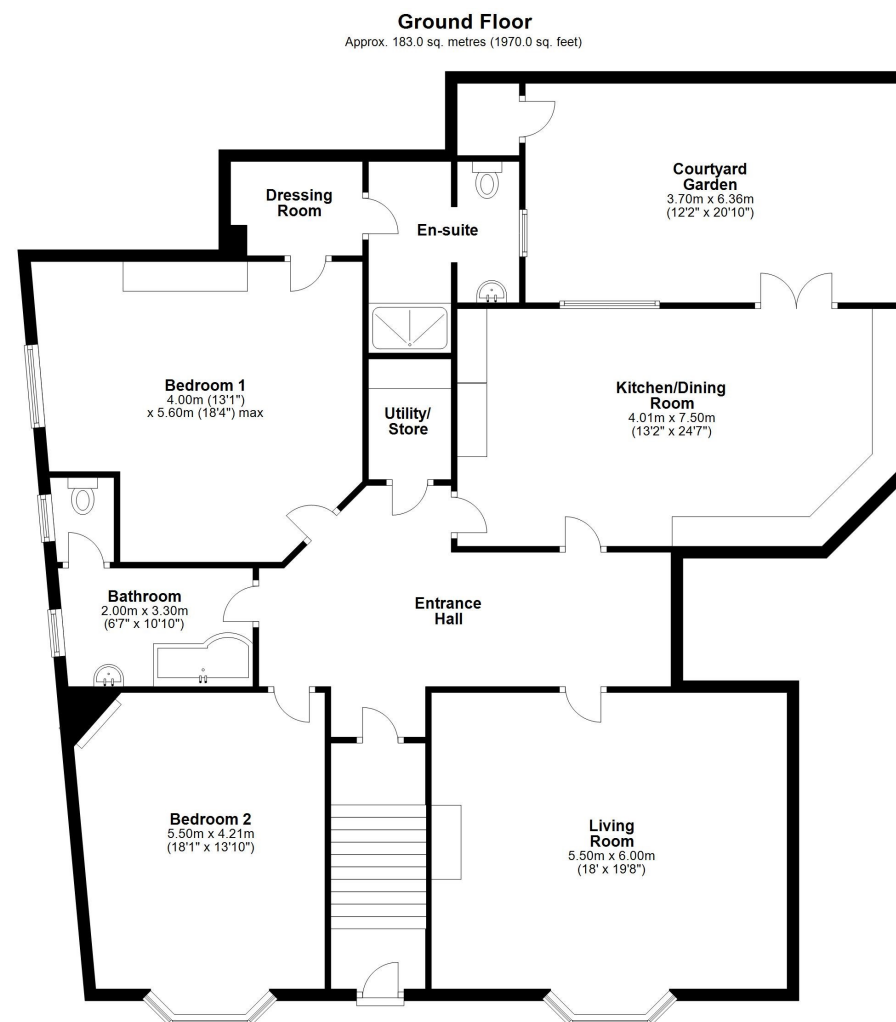 Ground Floor
Approx. 183.0 sq. metres (1970.0 sq. feet)
Courtyard
Garden
3.70m x 6.36m
(12'2" x 20'10")
Dressing
Room
En-suite
Bedroom 1
4.00m (13'1")
x 5.60m (18'4") max
Utility/
Store
Kitchen/Dining
Room
4.01m x 7.50m
(13'2" x 24'7")
Bathroom
2.00m x 3.30m
(6'7" x 10'10")
Entrance
Hall
Bedroom 2
5.50m x 4.21m
(18'1" x 13'10")
Living
Room
5.50m x 6.00m
(18' x 19'8")